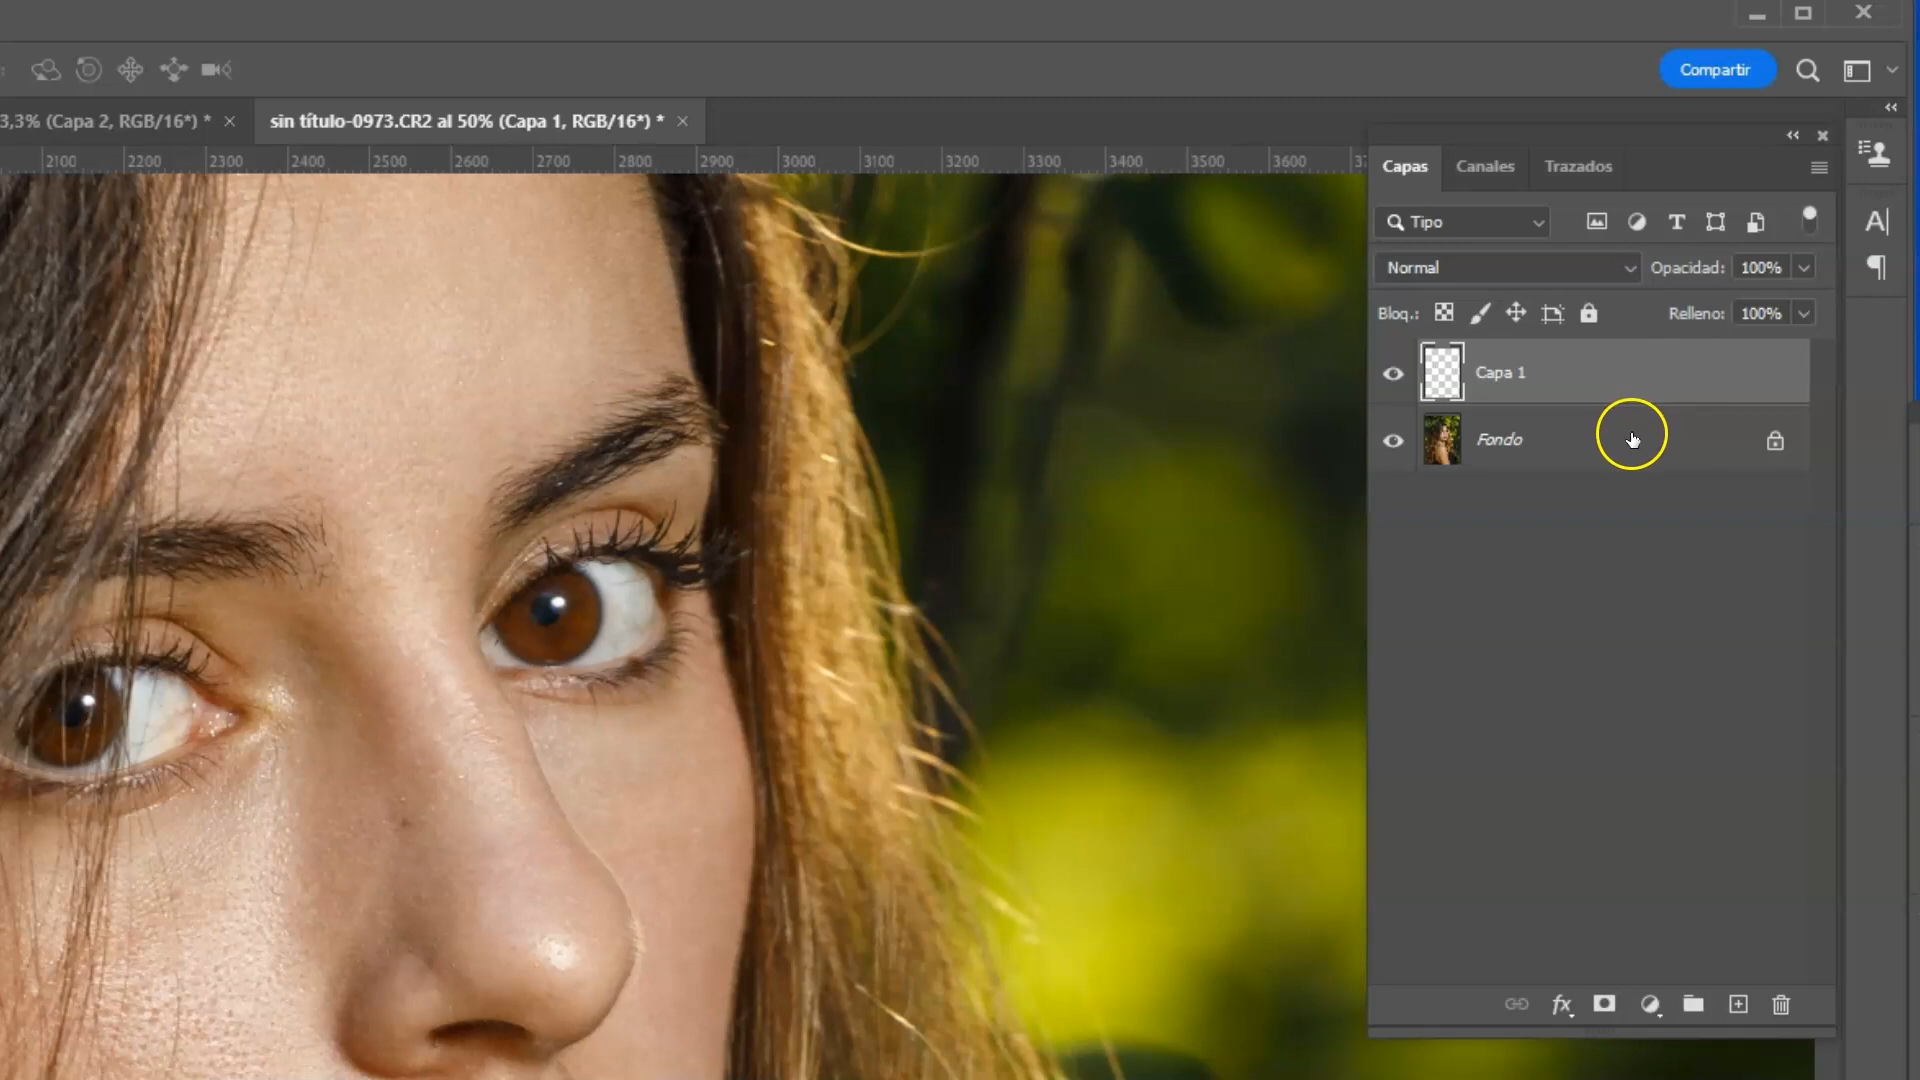 Compartir
3,3% (Capa 2, RGB/16*) *
sin título-0973.CR2 al 50% (Capa 1, RGB/16*) *
2100 2200 2300 2400 2500 2600 2700 2800 2900 3000 3100 3200 3300 3400 3500 3600
Capas Canales Trazados
Tipo
Normal Opacidad: 100%
Bloq.: Relleno: 100%
Capa 1
Fondo
fx